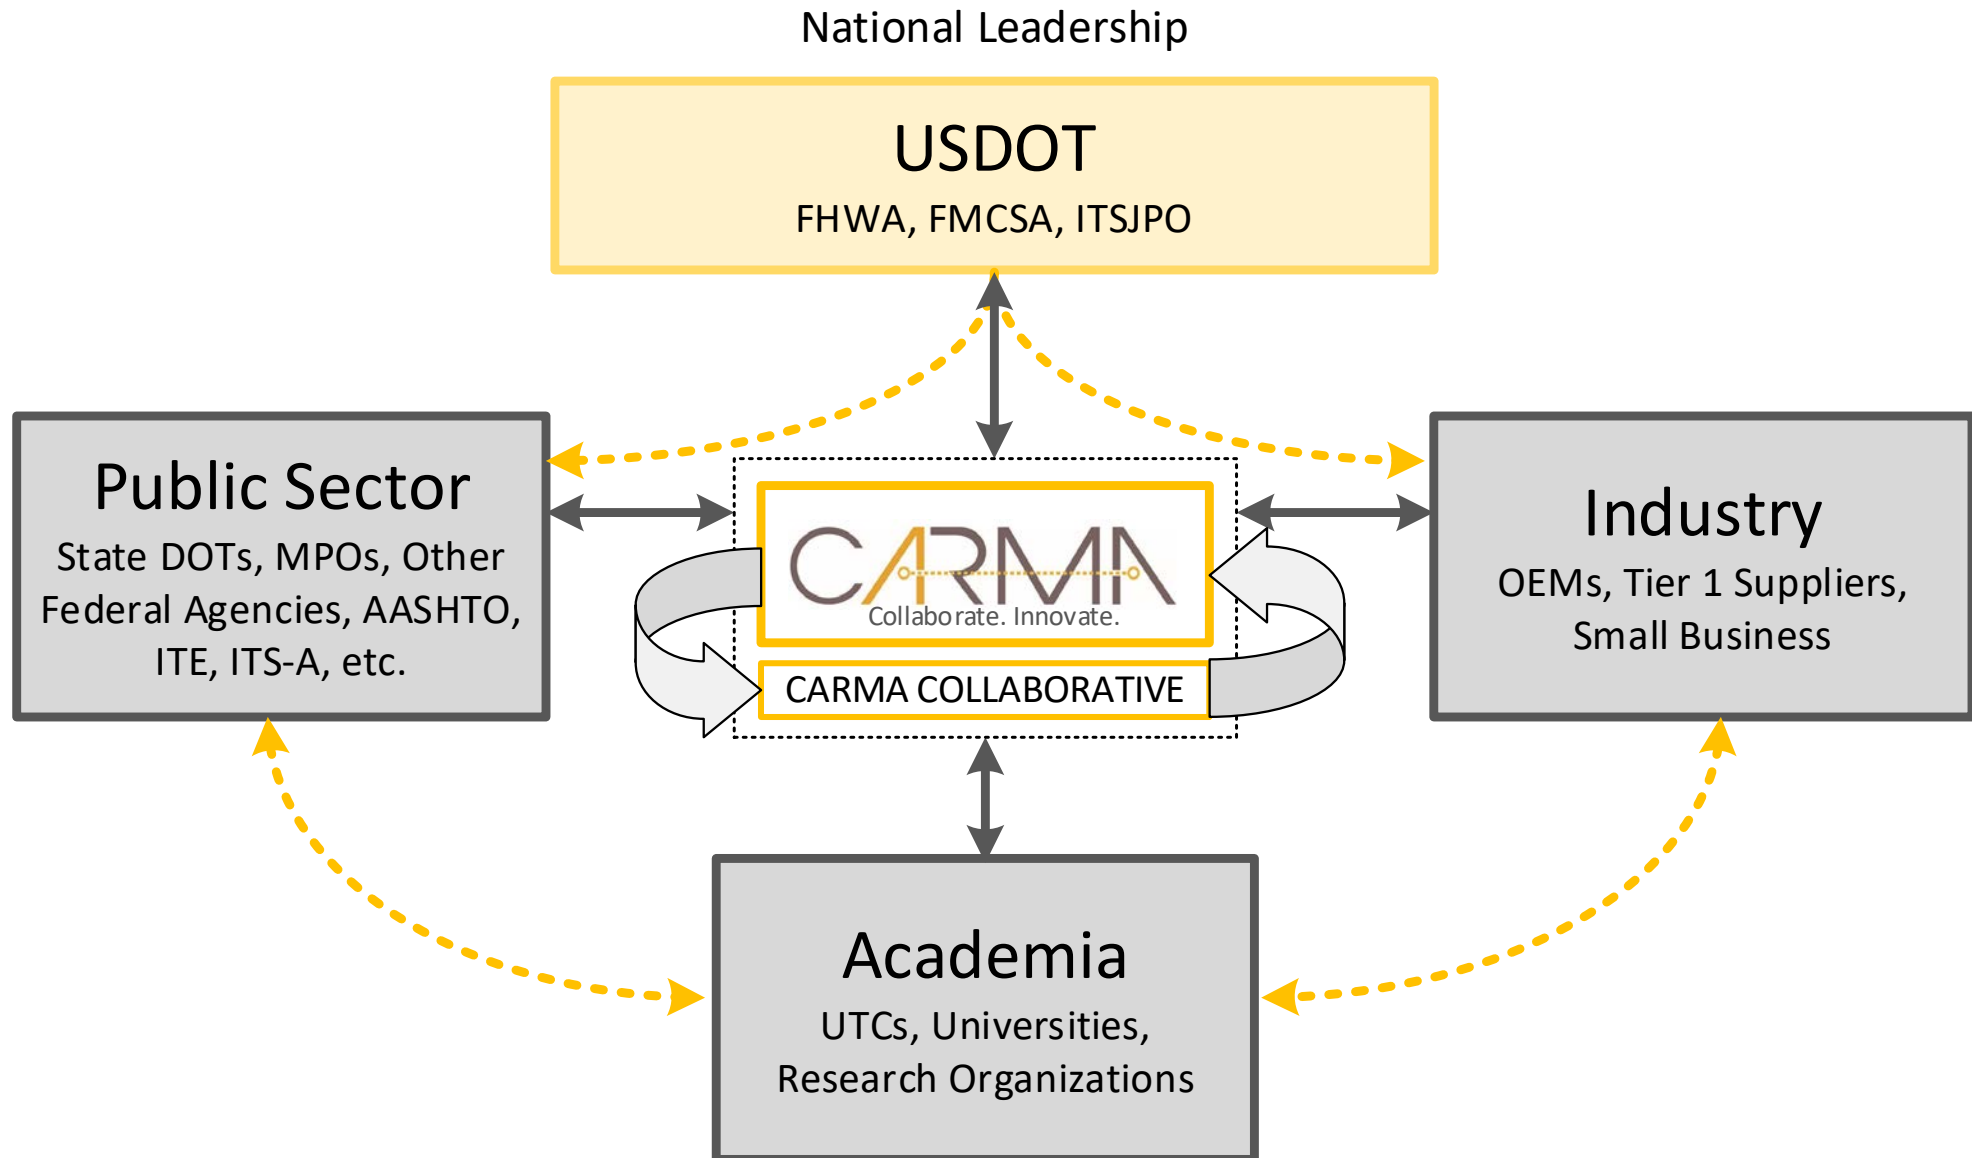 National Leadership
USDOT
FHWA, FMCSA, ITSJPO
Public Sector
State DOTs, MPOs, Other
Federal Agencies, AASHTO,
ITE, ITS-A, etc.
CARMA
Collaborate. Innovate.
CARMA COLLABORATIVE
Industry
OEMs, Tier 1 Suppliers,
Small Business
Academia
UTCs, Universities,
Research Organizations